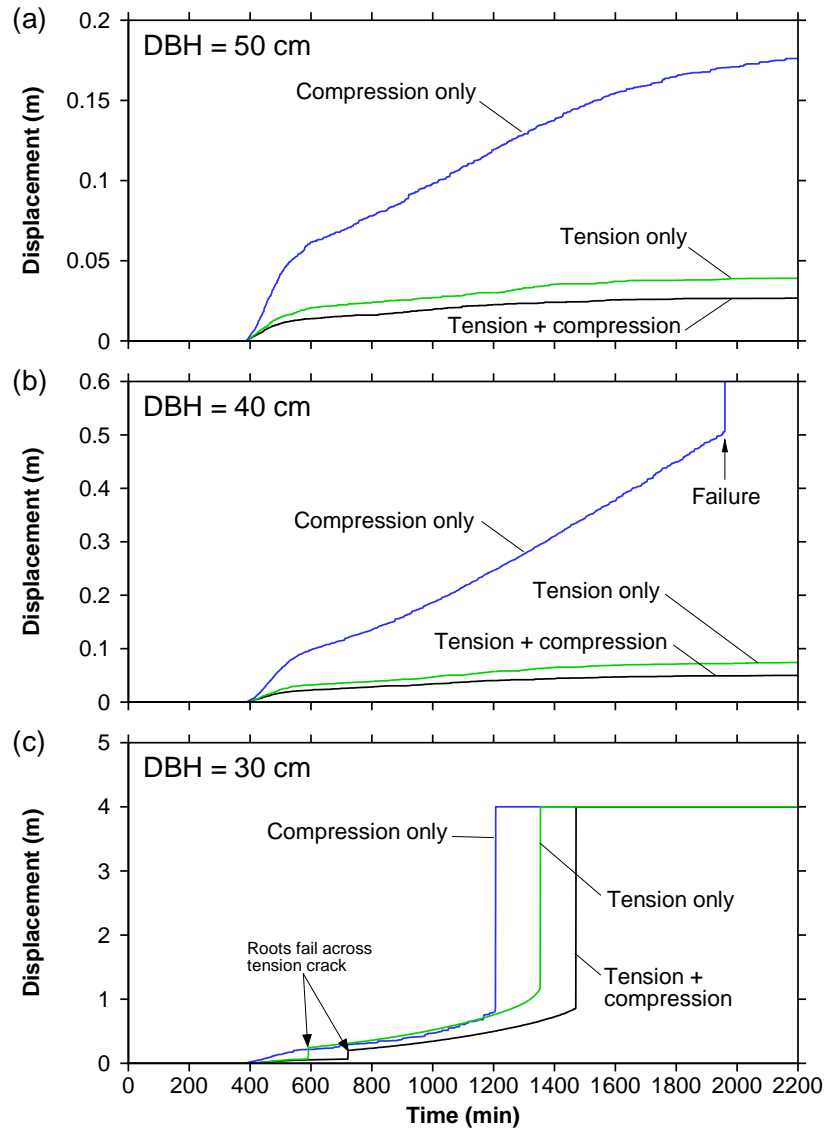 (a)
DBH = 50 cm
Compression only
Tension only
Tension + compression
Displacement (m)
0.2
0.15
0.1
0.05
0
(b)
DBH = 40 cm
Compression only
Failure
Tension only
Tension + compression
Displacement (m)
0.6
0.5
0.4
0.3
0.2
0.1
0.0
(c)
DBH = 30 cm
Compression only
Tension only
Roots fail across
tension crack
Tension +
compression
Displacement (m)
5
4
3
2
1
0
0 200 400 600 800 1000 1200 1400 1600 1800 2000 2200
Time (min)